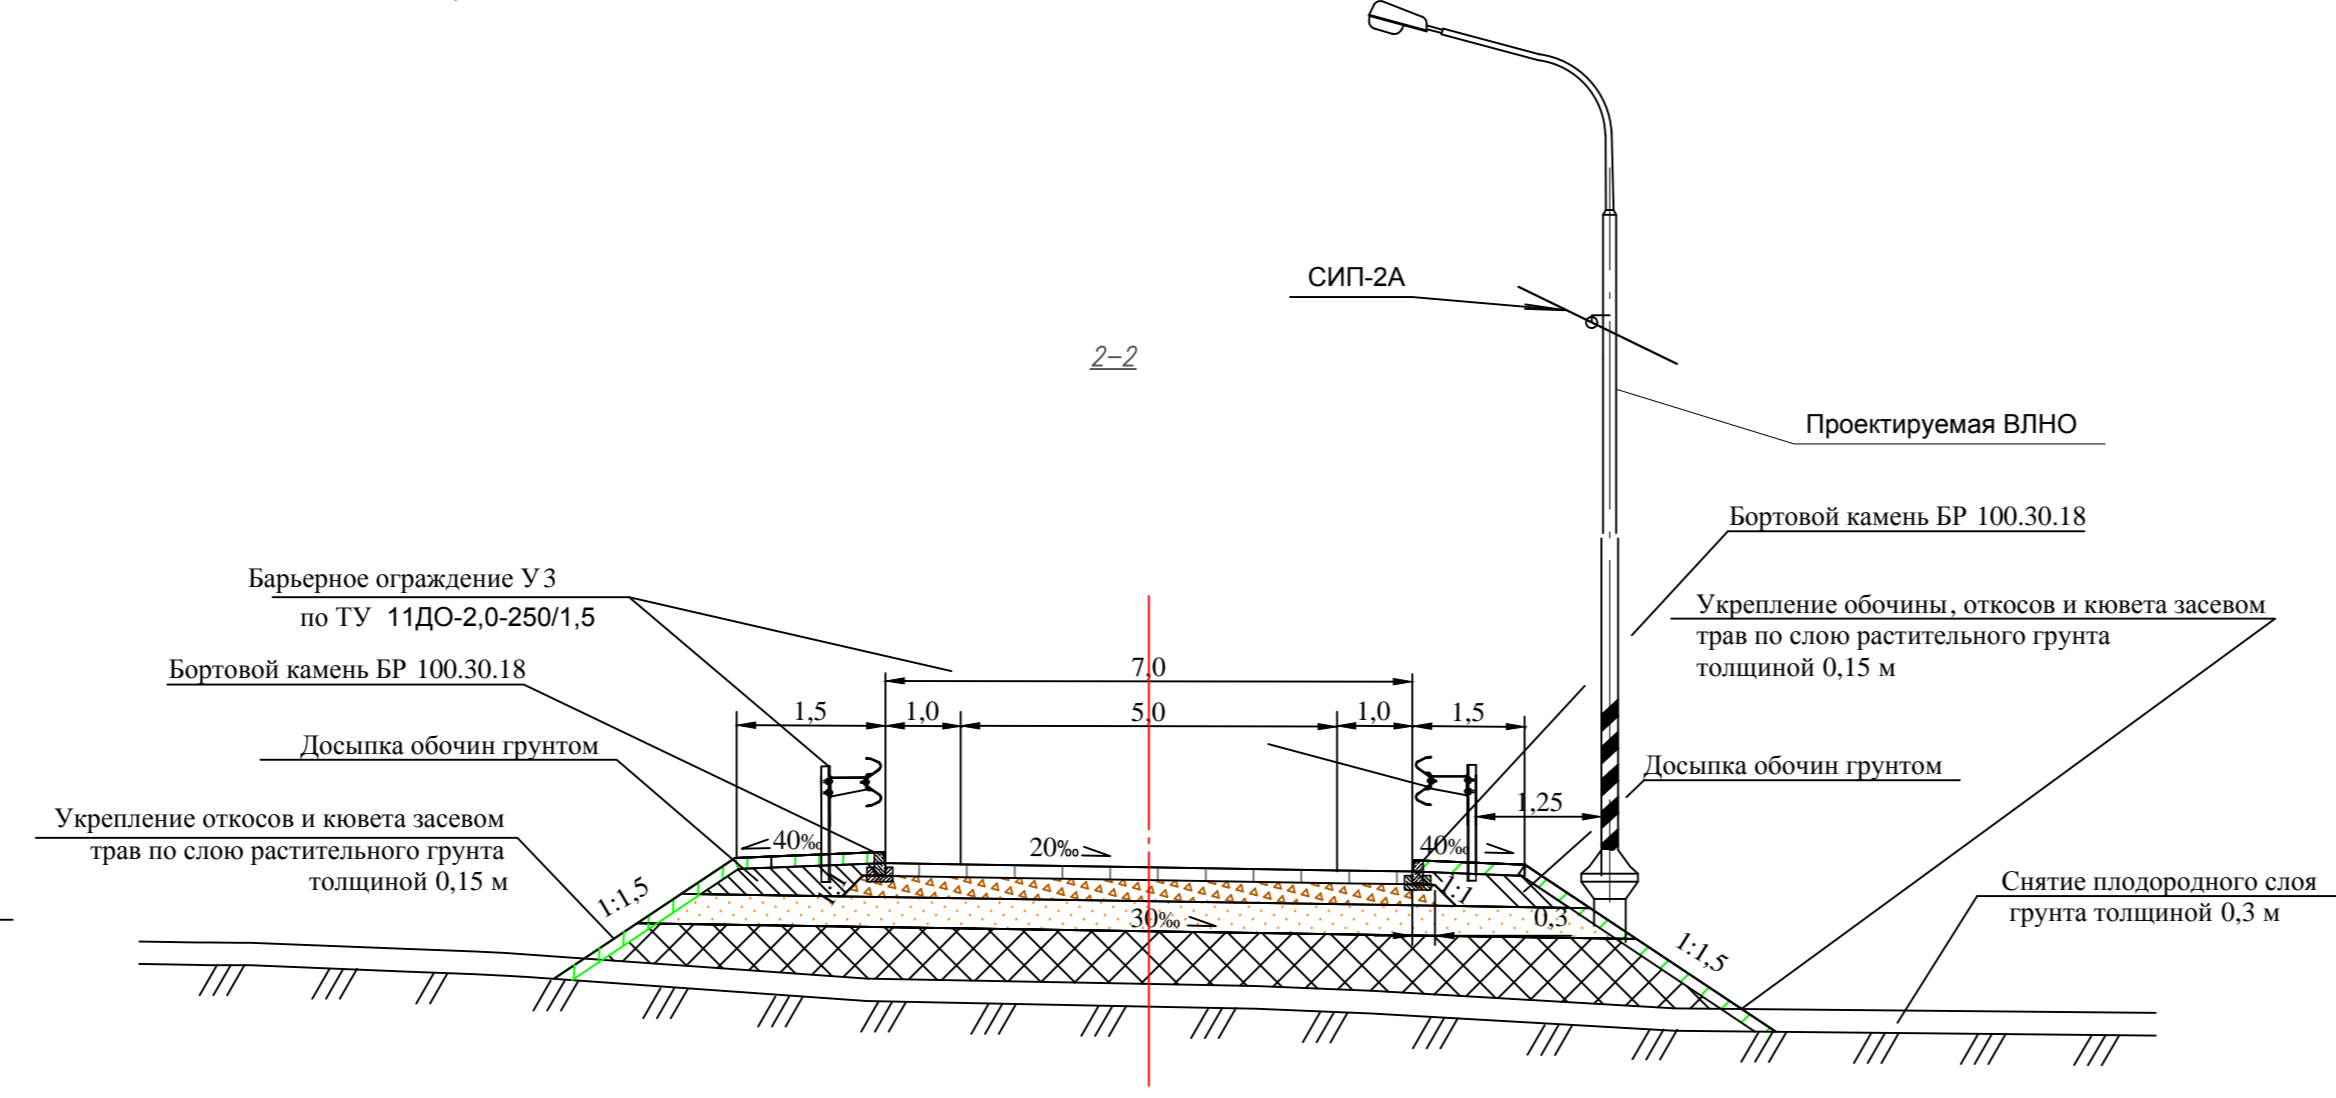 СИП-2А
2-2
Проектируемая ВЛНО
Бортовой камень БР 100.30.18
Барьерное ограждение У3
по ТУ 11ДО-2,0-250/1,5
Укрепление обочины, откосов и кювета засевом
трав по слою растительного грунта
толщиной 0,15 м
Бортовой камень БР 100.30.18
7,0
1,5
1,0
5,0
1,0
1,5
Досыпка обочин грунтом
Досыпка обочин грунтом
1,25
Укрепление откосов и кювета засевом
трав по слою растительного грунта
толщиной 0,15 м
40‰
20‰
40‰
1:1,5
1:1
1:1
30‰
0,3
1:1,5
Снятие плодородного слоя
грунта толщиной 0,3 м